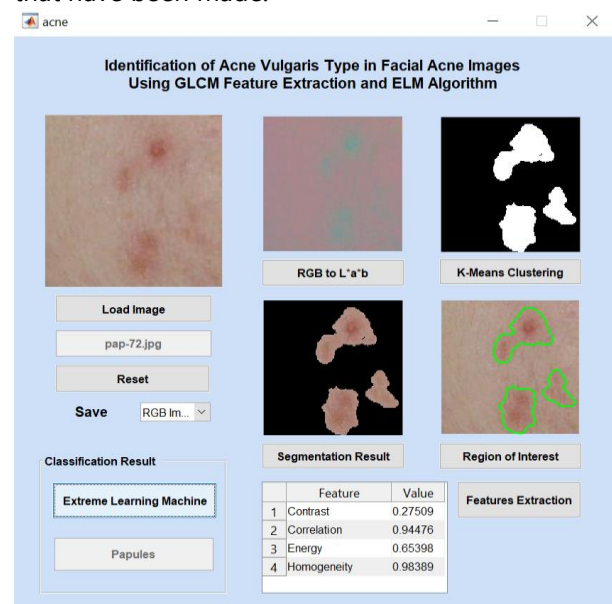 that have been made.
acne
Identification of Acne Vulgaris Type in Facial Acne Images
Using GLCM Feature Extraction and ELM Algorithm
RGB to L*a*b
K-Means Clustering
Load Image
pap-72.jpg
Reset
Save RGB Im...
Segmentation Result
Region of Interest
Classification Result
Extreme Learning Machine
Papules
Feature Value
1 Contrast 0.27509
2 Correlation 0.94476
3 Energy 0.65398
4 Homogeneity 0.98389
Features Extraction